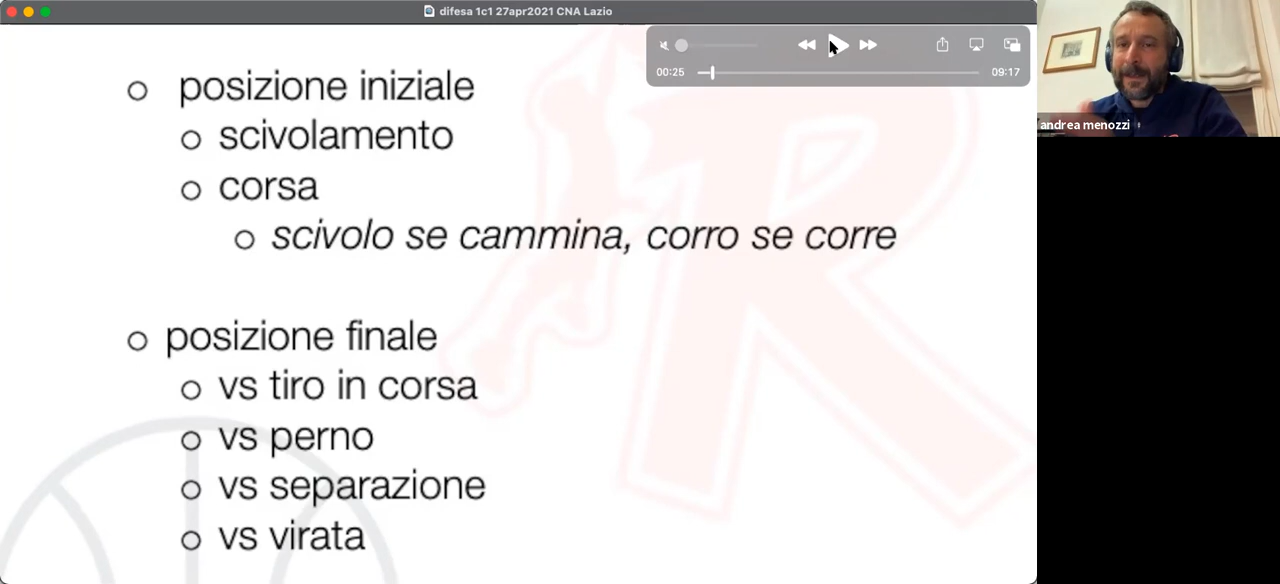 difesa 1c1 27apr2021 CNA Lazio
00:25
09:17
posizione iniziale
scivolamento
corsa
scivolo se cammina, corro se corre
posizione finale
vs tiro in corsa
vs perno
vs separazione
vs virata
andrea menozzi
R